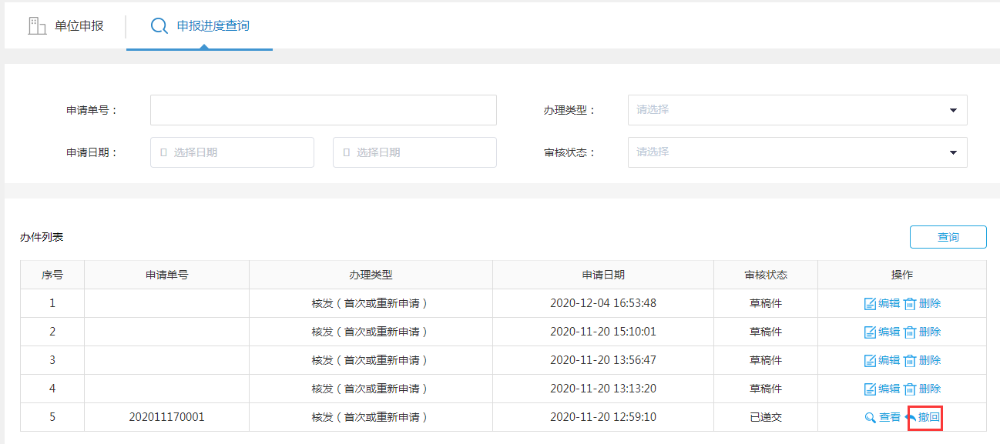 单位申报 申报进度查询
申请单号： 办理类型： 请选择
申请日期： 选择日期 选择日期 审核状态： 请选择
办件列表 查询
序号 申请单号 办理类型 申请日期 审核状态 操作
1 核发（首次或重新申请） 2020-12-04 16:53:48 草稿件 编辑 删除
2 核发（首次或重新申请） 2020-11-20 15:10:01 草稿件 编辑 删除
3 核发（首次或重新申请） 2020-11-20 13:56:47 草稿件 编辑 删除
4 核发（首次或重新申请） 2020-11-20 13:13:20 草稿件 编辑 删除
5 202011170001 核发（首次或重新申请） 2020-11-20 12:59:10 已递交 查看 撤回